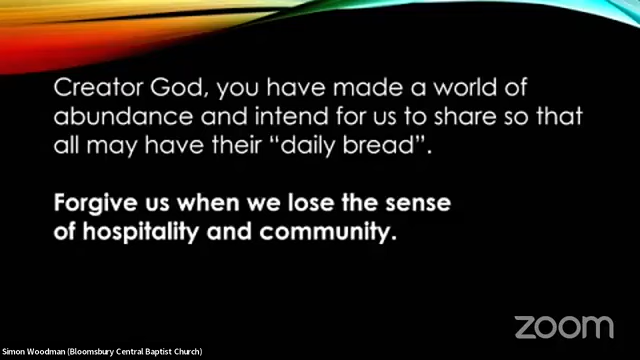 Creator God, you have made a world of
abundance and intend for us to share so that
all may have their “daily bread”.
Forgive us when we lose the sense
of hospitality and community.
zoom
Simon Woodman (Bloomsbury Central Baptist Church)